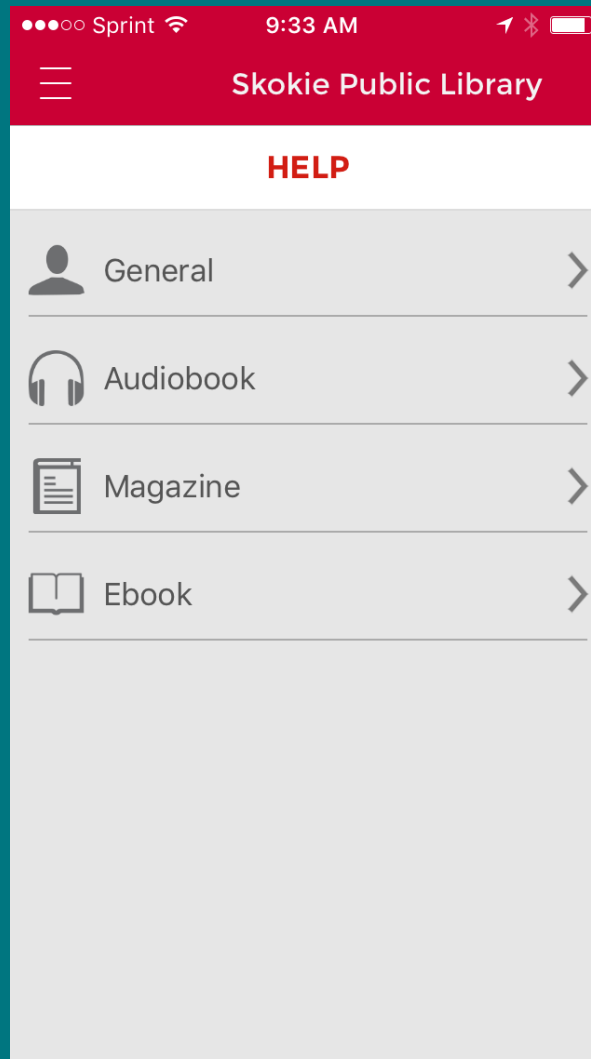 Sprint 9:33 AM
Skokie Public Library
HELP
General
Audiobook
Magazine
Ebook